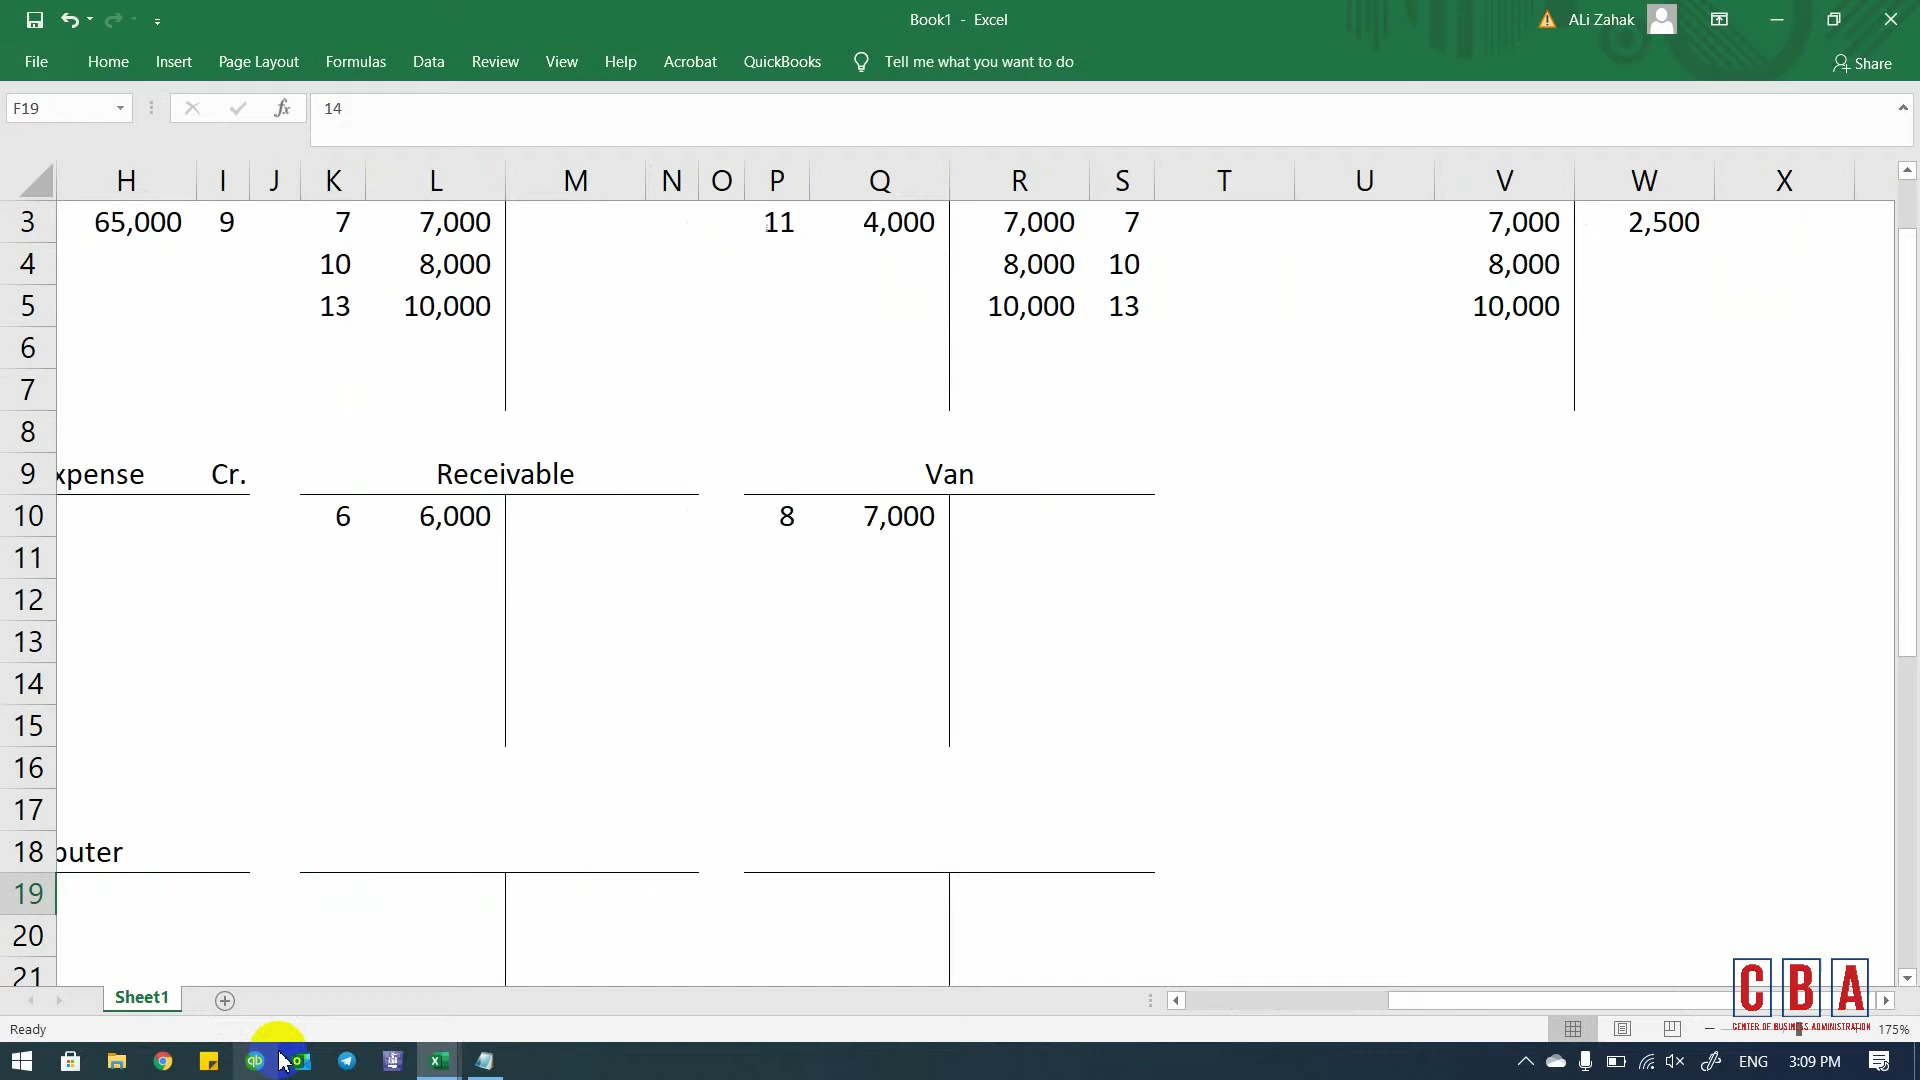 Book1 - Excel
ALi Zahak
File Home Insert Page Layout Formulas Data Review View Help Acrobat QuickBooks Tell me what you want to do Share
F19 fx 14
H I J K L M N O P Q R S T U V W X
3 65,000 9 7 7,000 11 4,000 7,000 7 7,000 2,500
4 10 8,000 8,000 10 8,000
5 13 10,000 10,000 13 10,000
6
7
8
9 xpense Cr. Receivable Van
10 6 6,000 8 7,000
11
12
13
14
15
16
17
18 puter
19
20
21
Sheet1
CBA
CENTER OF BUSINESS ADMINISTRATION
Ready 175%
ENG 3:09 PM